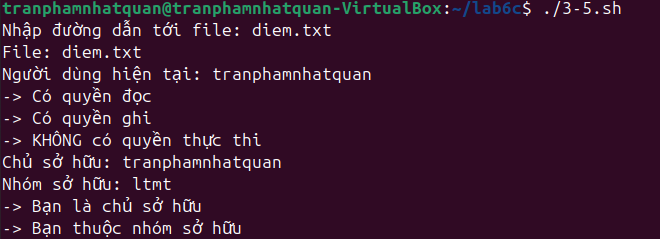 tranphamnhatquan@tranphamnhatquan-VirtualBox:~/lab6c$ ./3-5.sh
Nhập đường dẫn tới file: diem.txt
File: diem.txt
Người dùng hiện tại: tranphamnhatquan
-> Có quyền đọc
-> Có quyền ghi
-> KHÔNG có quyền thực thi
Chủ sở hữu: tranphamnhatquan
Nhóm sở hữu: ltmt
-> Bạn là chủ sở hữu
-> Bạn thuộc nhóm sở hữu